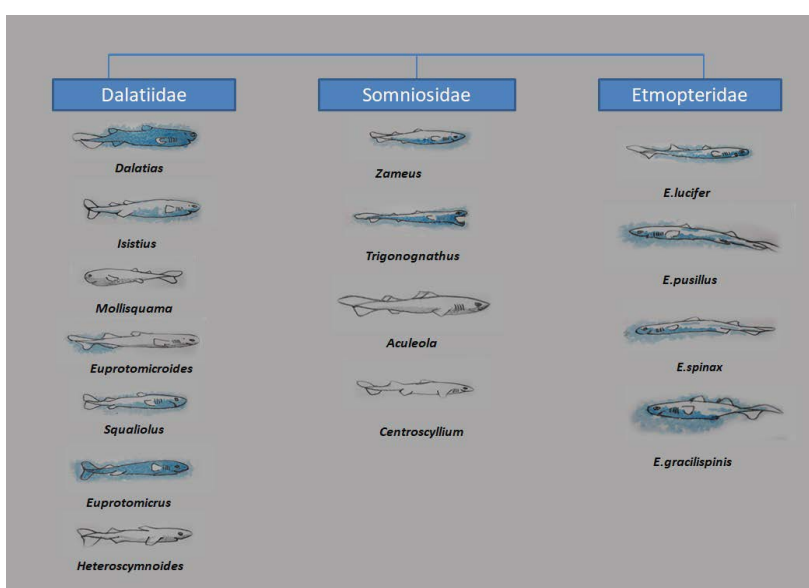 Dalatiidae
Dalatias
Isistius
Mollisquama
Euprotomicroides
Squaliolus
Euprotomicrus
Heteroscymnoides
Somniosidae
Zameus
Trigonognathus
Aculeola
Centroscyllium
Etmopteridae
E.lucifer
E.pusillus
E.spinax
E.gracilispinis